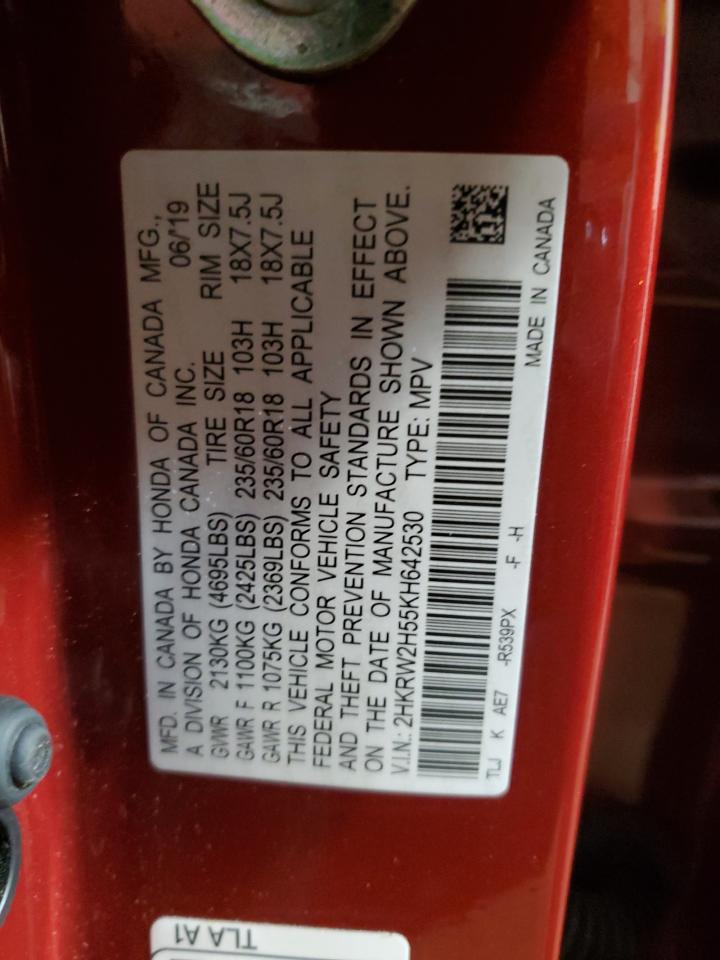 MFD. IN CANADA BY HONDA OF CANADA MFG.,
A DIVISION OF HONDA CANADA INC. 06/'19
GVWR 2130KG (4695LBS) TIRE SIZE RIM SIZE
GAWR F 1100KG (2425LBS) 235/60R18 103H 18X7.5J
GAWR R 1075KG (2369LBS) 235/60R18 103H 18X7.5J
THIS VEHICLE CONFORMS TO ALL APPLICABLE
FEDERAL MOTOR VEHICLE SAFETY
AND THEFT PREVENTION STANDARDS IN EFFECT
ON THE DATE OF MANUFACTURE SHOWN ABOVE.
V.I.N.: 2HKRW2H55KH642530 TYPE: MPV
TLJ K AE7 -R539PX -F -H MADE IN CANADA
TLA A1